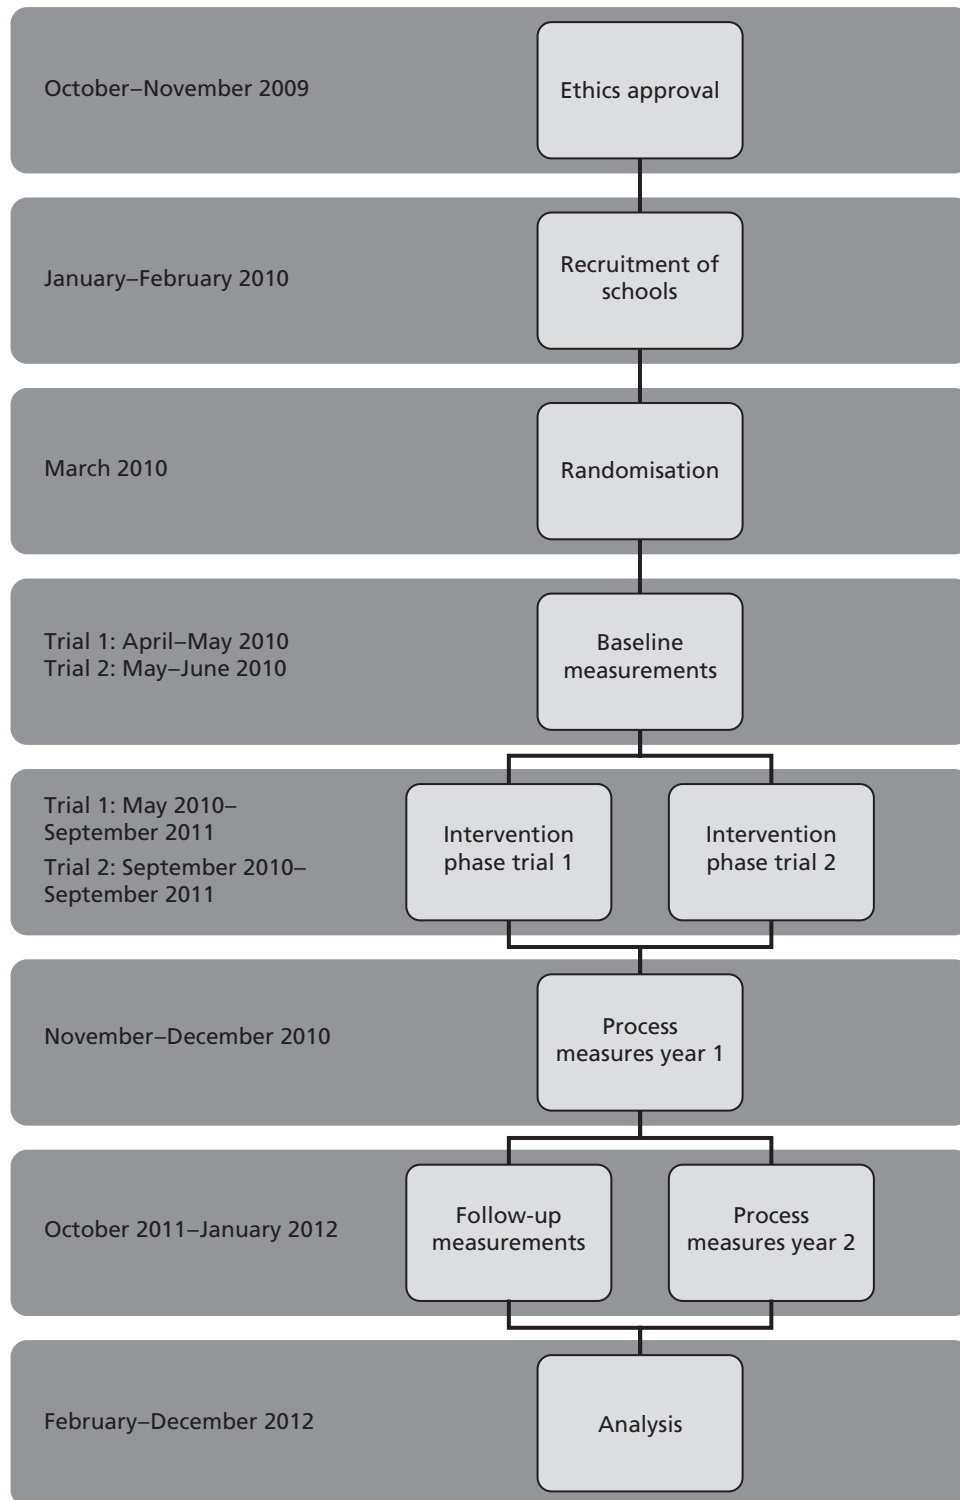 October–November 2009
Ethics approval
January–February 2010
Recruitment of
schools
March 2010
Randomisation
Trial 1: April–May 2010
Trial 2: May–June 2010
Baseline
measurements
Trial 1: May 2010–
September 2011
Trial 2: September 2010–
September 2011
Intervention
phase trial 1
Intervention
phase trial 2
November–December 2010
Process
measures year 1
October 2011–January 2012
Follow-up
measurements
Process
measures year 2
February–December 2012
Analysis